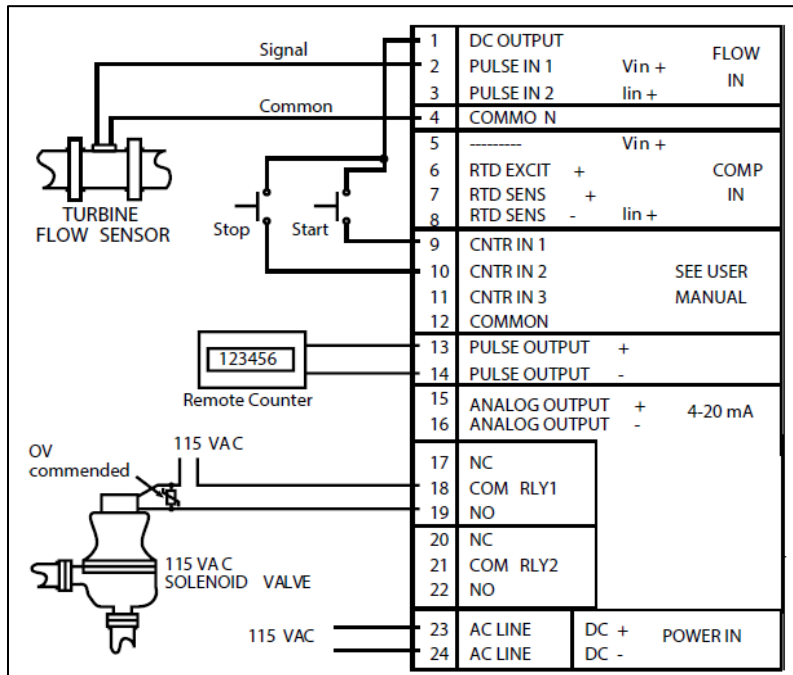 Signal
Common
TURBINE
FLOW SENSOR
Stop
Start
123456
Remote Counter
115 VAC
OV
commended
115 VAC
SOLENOID VALVE
115 VAC
1 DC OUTPUT
2 PULSE IN 1 Vin +
3 PULSE IN 2 Iin +
FLOW
IN
4 COMMO N
5 --------- Vin +
6 RTD EXCIT + COMP
7 RTD SENS + IN
8 RTD SENS - Iin +
9 CNTR IN 1
10 CNTR IN 2 SEE USER
11 CNTR IN 3 MANUAL
12 COMMON
13 PULSE OUTPUT +
14 PULSE OUTPUT -
15 ANALOG OUTPUT + 4-20 mA
16 ANALOG OUTPUT -
17 NC
18 COM RLY1
19 NO
20 NC
21 COM RLY2
22 NO
23 AC LINE DC + POWER IN
24 AC LINE DC -